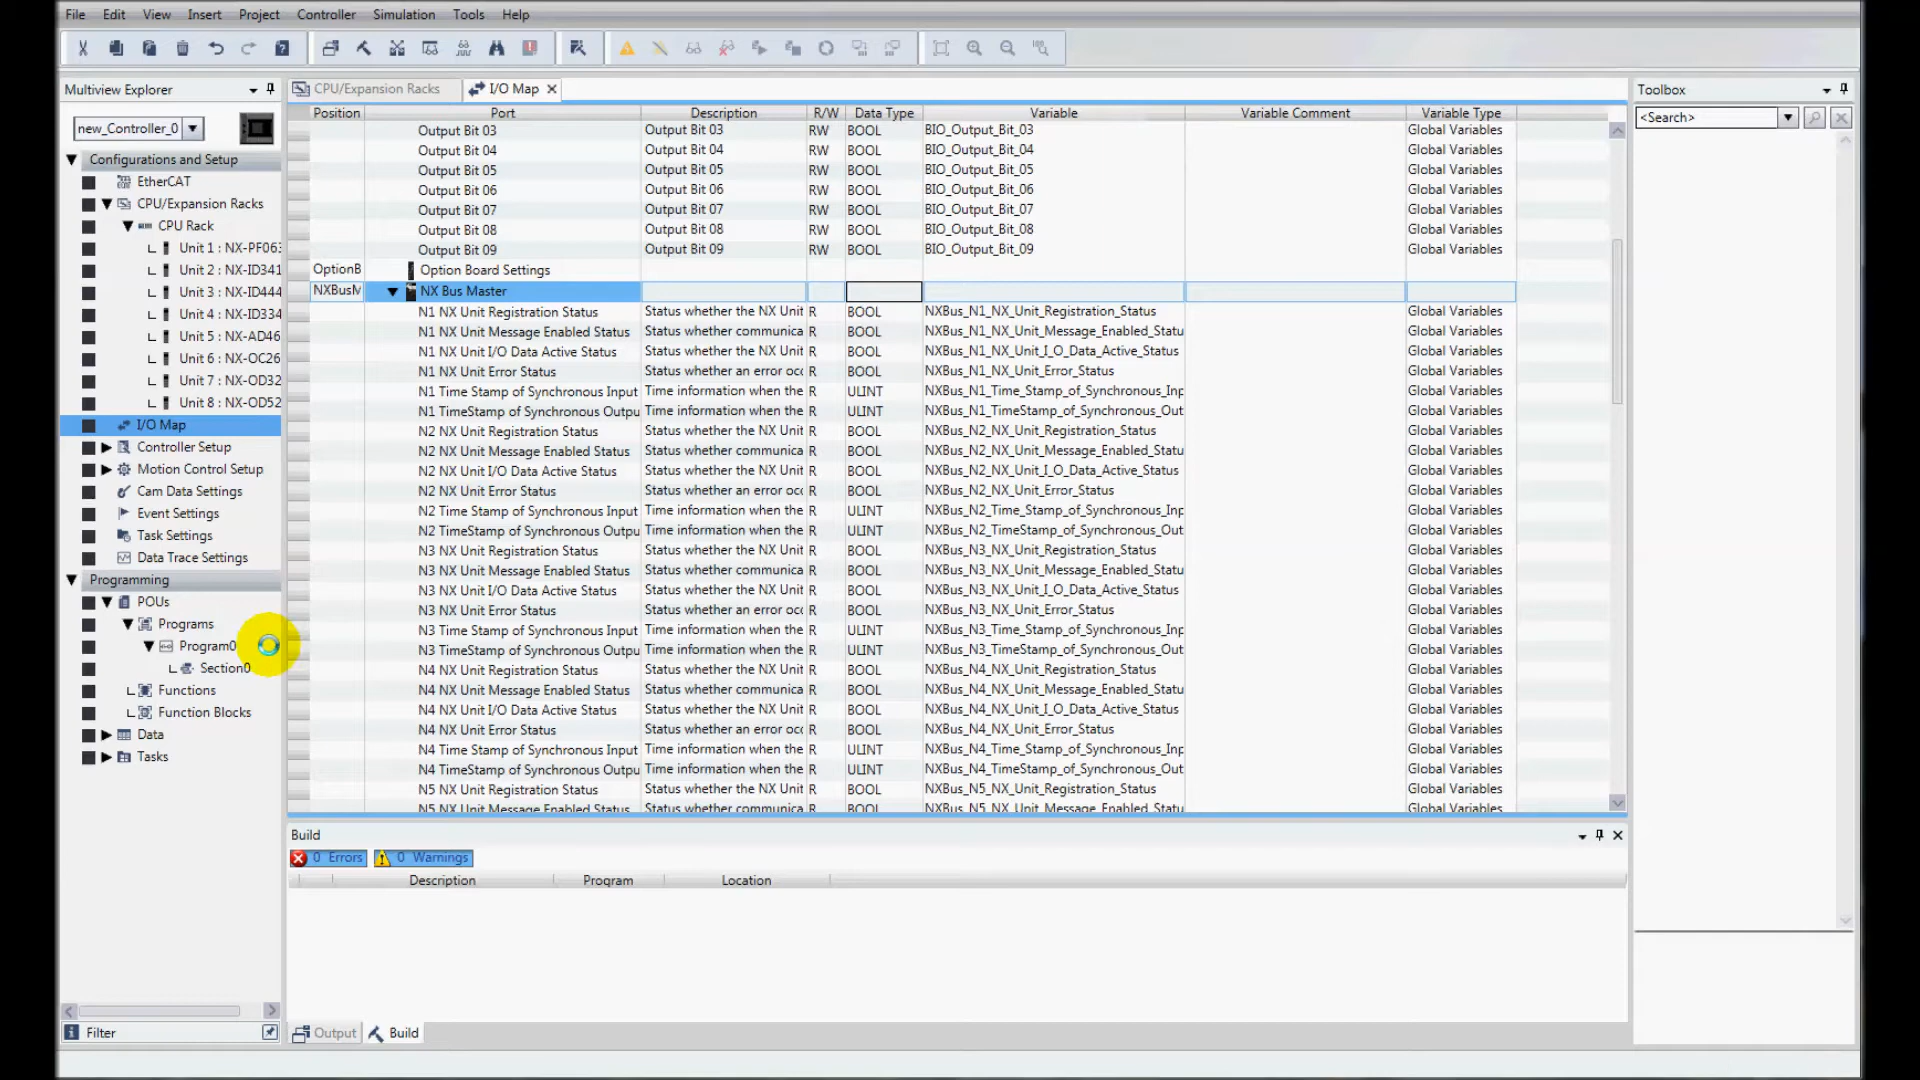 File Edit View Insert Project Controller Simulation Tools Help
Multiview Explorer
new_Controller_0
Configurations and Setup
EtherCAT
CPU/Expansion Racks
CPU Rack
Unit 1 : NX-PF063
Unit 2 : NX-ID341
Unit 3 : NX-ID444
Unit 4 : NX-ID334
Unit 5 : NX-AD46
Unit 6 : NX-OC26
Unit 7 : NX-OD32
Unit 8 : NX-OD52
I/O Map
Controller Setup
Motion Control Setup
Cam Data Settings
Event Settings
Task Settings
Data Trace Settings
Programming
POUs
Programs
Program0
Section0
Functions
Function Blocks
Data
Tasks
Filter
CPU/Expansion Racks I/O Map
Position Port Description R/W Data Type Variable Variable Comment Variable Type
Output Bit 03 Output Bit 03 RW BOOL BIO_Output_Bit_03 Global Variables
Output Bit 04 Output Bit 04 RW BOOL BIO_Output_Bit_04 Global Variables
Output Bit 05 Output Bit 05 RW BOOL BIO_Output_Bit_05 Global Variables
Output Bit 06 Output Bit 06 RW BOOL BIO_Output_Bit_06 Global Variables
Output Bit 07 Output Bit 07 RW BOOL BIO_Output_Bit_07 Global Variables
Output Bit 08 Output Bit 08 RW BOOL BIO_Output_Bit_08 Global Variables
Output Bit 09 Output Bit 09 RW BOOL BIO_Output_Bit_09 Global Variables
OptionB Option Board Settings
NXBusM NX Bus Master
N1 NX Unit Registration Status Status whether the NX Unit R BOOL NXBus_N1_NX_Unit_Registration_Status Global Variables
N1 NX Unit Message Enabled Status Status whether communica R BOOL NXBus_N1_NX_Unit_Message_Enabled_Statu Global Variables
N1 NX Unit I/O Data Active Status Status whether the NX Unit R BOOL NXBus_N1_NX_Unit_I_O_Data_Active_Status Global Variables
N1 NX Unit Error Status Status whether an error occ R BOOL NXBus_N1_NX_Unit_Error_Status Global Variables
N1 Time Stamp of Synchronous Input Time information when the R ULINT NXBus_N1_Time_Stamp_of_Synchronous_Inp Global Variables
N1 TimeStamp of Synchronous Outpu Time information when the R ULINT NXBus_N1_TimeStamp_of_Synchronous_Out Global Variables
N2 NX Unit Registration Status Status whether the NX Unit R BOOL NXBus_N2_NX_Unit_Registration_Status Global Variables
N2 NX Unit Message Enabled Status Status whether communica R BOOL NXBus_N2_NX_Unit_Message_Enabled_Statu Global Variables
N2 NX Unit I/O Data Active Status Status whether the NX Unit R BOOL NXBus_N2_NX_Unit_I_O_Data_Active_Status Global Variables
N2 NX Unit Error Status Status whether an error occ R BOOL NXBus_N2_NX_Unit_Error_Status Global Variables
N2 Time Stamp of Synchronous Input Time information when the R ULINT NXBus_N2_Time_Stamp_of_Synchronous_Inp Global Variables
N2 TimeStamp of Synchronous Outpu Time information when the R ULINT NXBus_N2_TimeStamp_of_Synchronous_Out Global Variables
N3 NX Unit Registration Status Status whether the NX Unit R BOOL NXBus_N3_NX_Unit_Registration_Status Global Variables
N3 NX Unit Message Enabled Status Status whether communica R BOOL NXBus_N3_NX_Unit_Message_Enabled_Statu Global Variables
N3 NX Unit I/O Data Active Status Status whether the NX Unit R BOOL NXBus_N3_NX_Unit_I_O_Data_Active_Status Global Variables
N3 NX Unit Error Status Status whether an error occ R BOOL NXBus_N3_NX_Unit_Error_Status Global Variables
N3 Time Stamp of Synchronous Input Time information when the R ULINT NXBus_N3_Time_Stamp_of_Synchronous_Inp Global Variables
N3 TimeStamp of Synchronous Outpu Time information when the R ULINT NXBus_N3_TimeStamp_of_Synchronous_Out Global Variables
N4 NX Unit Registration Status Status whether the NX Unit R BOOL NXBus_N4_NX_Unit_Registration_Status Global Variables
N4 NX Unit Message Enabled Status Status whether communica R BOOL NXBus_N4_NX_Unit_Message_Enabled_Statu Global Variables
N4 NX Unit I/O Data Active Status Status whether the NX Unit R BOOL NXBus_N4_NX_Unit_I_O_Data_Active_Status Global Variables
N4 NX Unit Error Status Status whether an error occ R BOOL NXBus_N4_NX_Unit_Error_Status Global Variables
N4 Time Stamp of Synchronous Input Time information when the R ULINT NXBus_N4_Time_Stamp_of_Synchronous_Inp Global Variables
N4 TimeStamp of Synchronous Outpu Time information when the R ULINT NXBus_N4_TimeStamp_of_Synchronous_Out Global Variables
N5 NX Unit Registration Status Status whether the NX Unit R BOOL NXBus_N5_NX_Unit_Registration_Status Global Variables
N5 NX Unit Message Enabled Status Status whether communica R BOOL NXBus_N5_NX_Unit_Message_Enabled_Statu Global Variables
Build
0 Errors 0 Warnings
Description Program Location
Output Build
Toolbox
<Search>